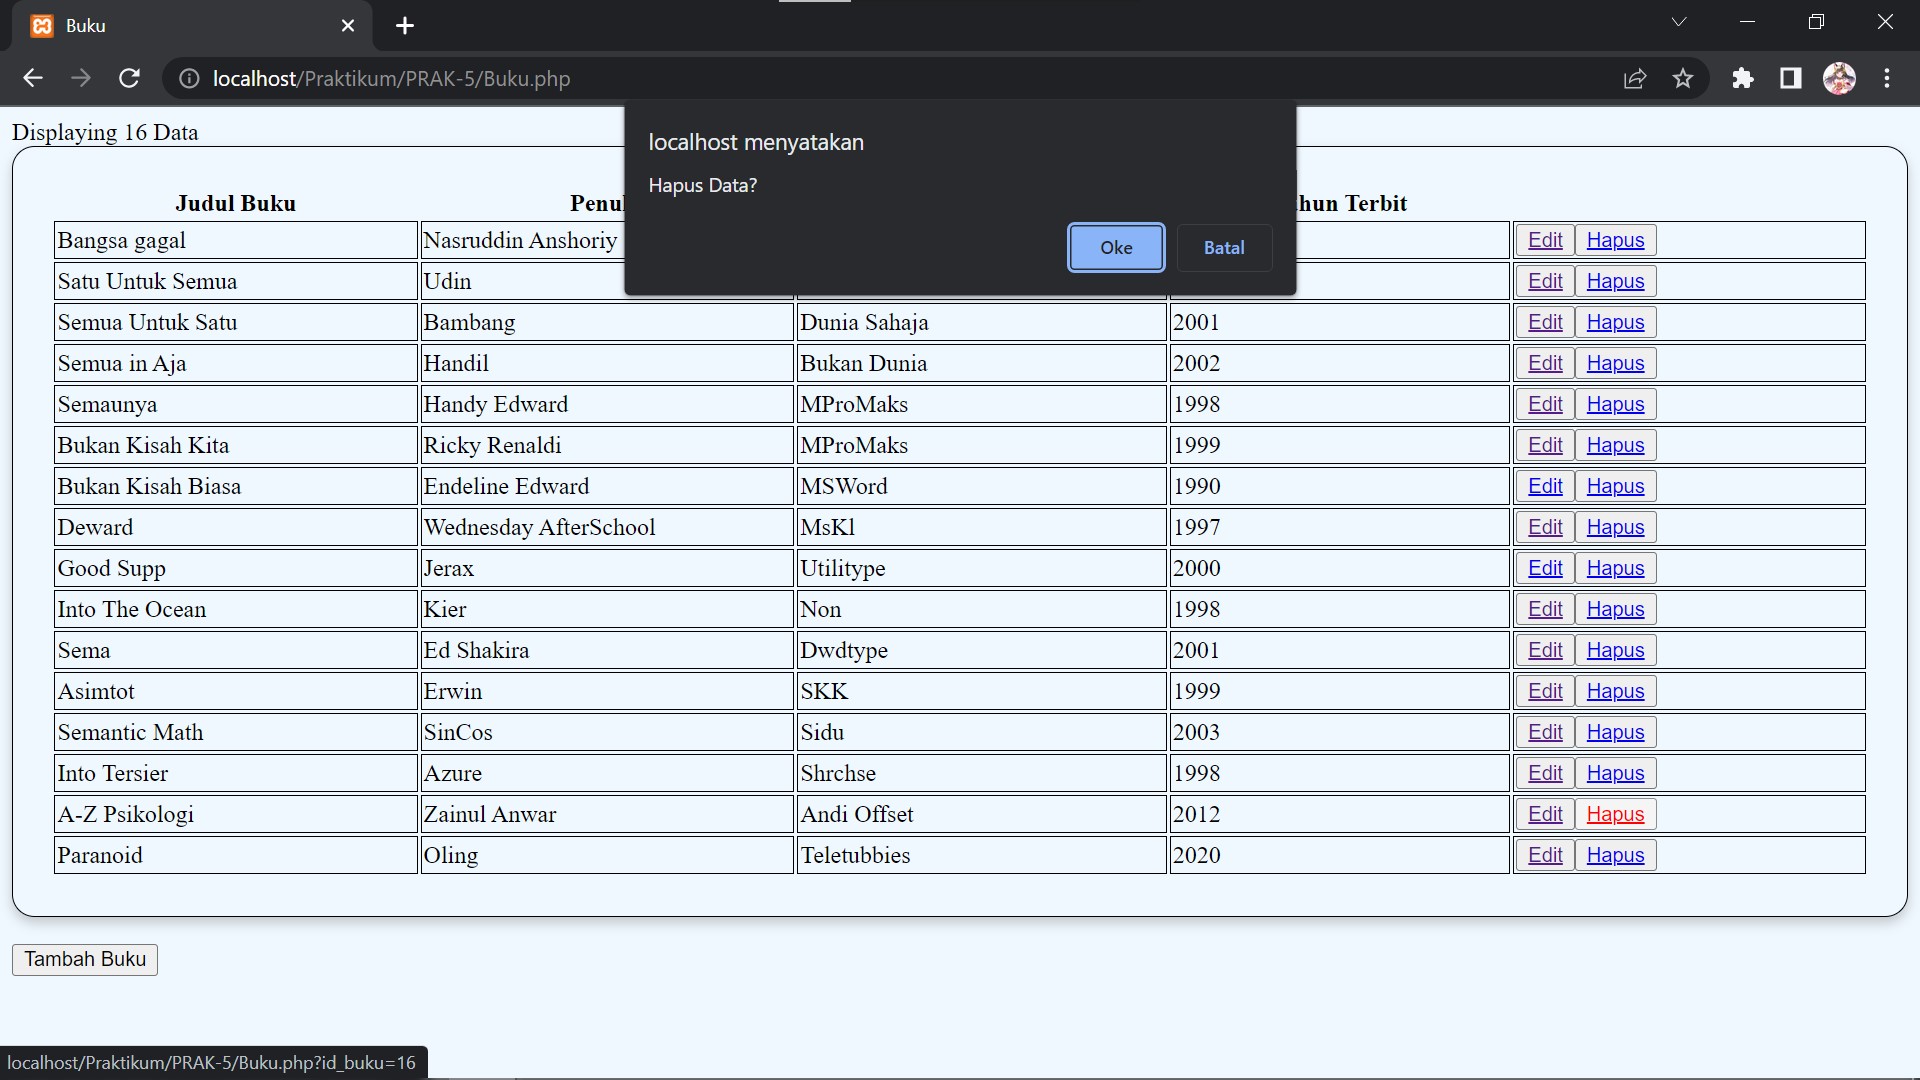 Buku
localhost/Praktikum/PRAK-5/Buku.php
Displaying 16 Data
localhost menyatakan
Hapus Data?
Oke Batal
Judul Buku Penul hun Terbit
Bangsa gagal Nasruddin Anshoriy Edit Hapus
Satu Untuk Semua Udin Edit Hapus
Semua Untuk Satu Bambang Dunia Sahaja 2001 Edit Hapus
Semua in Aja Handil Bukan Dunia 2002 Edit Hapus
Semaunya Handy Edward MProMaks 1998 Edit Hapus
Bukan Kisah Kita Ricky Renaldi MProMaks 1999 Edit Hapus
Bukan Kisah Biasa Endeline Edward MSWord 1990 Edit Hapus
Deward Wednesday AfterSchool MsKl 1997 Edit Hapus
Good Supp Jerax Utilitype 2000 Edit Hapus
Into The Ocean Kier Non 1998 Edit Hapus
Sema Ed Shakira Dwdtype 2001 Edit Hapus
Asimtot Erwin SKK 1999 Edit Hapus
Semantic Math SinCos Sidu 2003 Edit Hapus
Into Tersier Azure Shrchse 1998 Edit Hapus
A-Z Psikologi Zainul Anwar Andi Offset 2012 Edit Hapus
Paranoid Oling Teletubbies 2020 Edit Hapus
Tambah Buku
localhost/Praktikum/PRAK-5/Buku.php?id_buku=16